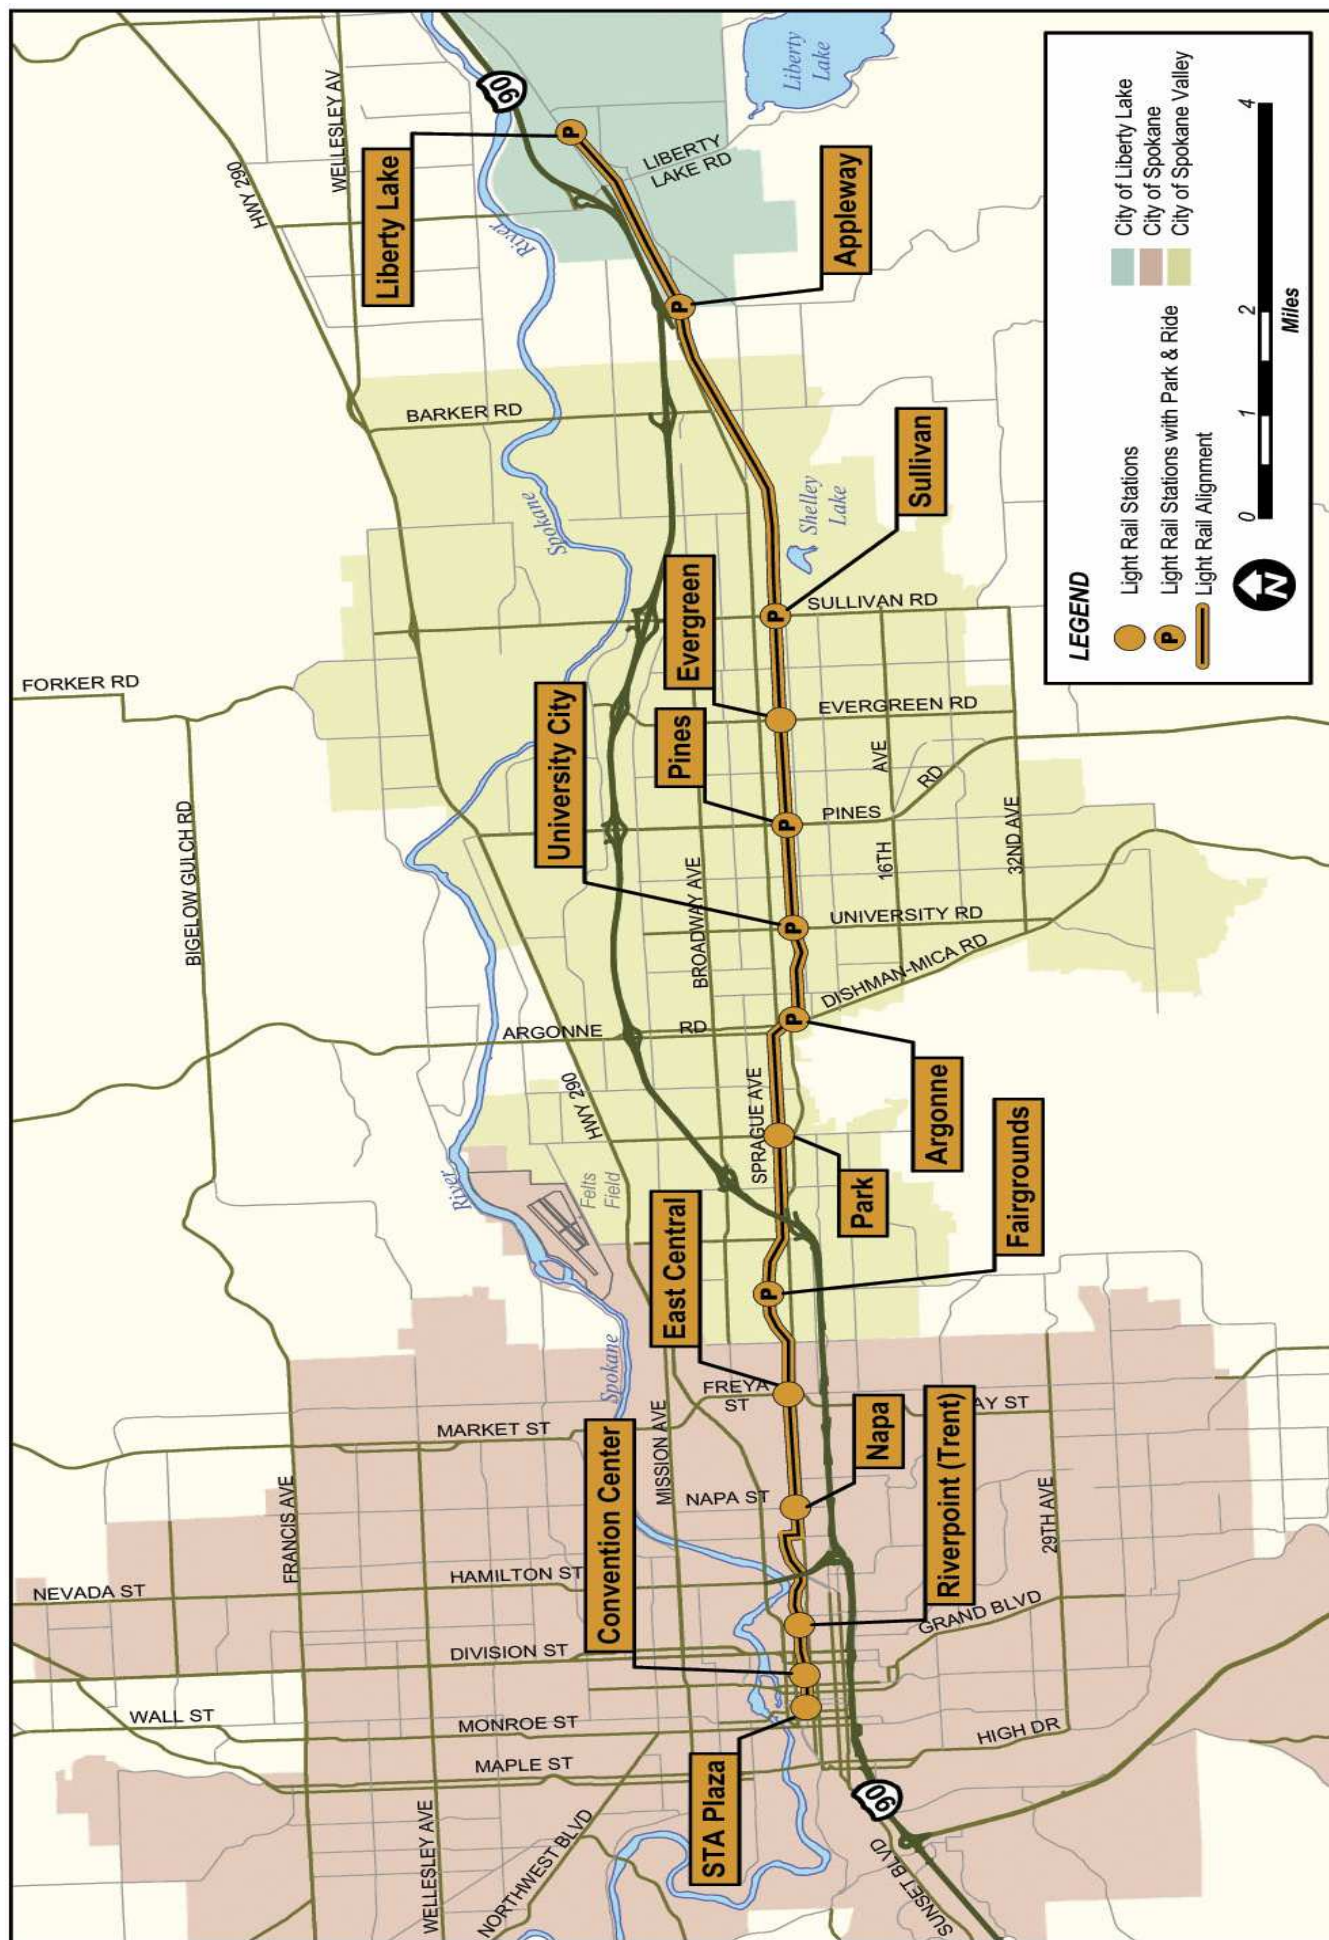 FORKER RD
BIGELOW GULCH RD
HWY 290
WELLESLEY AV
90
Liberty Lake
River
LIBERTY
LAKE RD
Liberty
Lake
Appleway
BARKER RD
Spokane
Shelley
Lake
Sullivan
SULLIVAN RD
Evergreen
EVERGREEN RD
University City
Pines
PINES
RD
16TH
AVE
32ND AVE
BROADWAY AVE
UNIVERSITY RD
DISHMAN-MICA RD
ARGONNE
RD
Argonne
HWY 290
SPRAGUE AVE
Park
Fairgrounds
River
Felts
Field
East Central
Spokane
FREYA
ST
AY ST
MARKET ST
MISSION AVE
FRANCIS AVE
NAPA ST
Napa
Convention Center
Riverpoint (Trent)
29TH AVE
NEVADA ST
HAMILTON ST
DIVISION ST
GRAND BLVD
WALL ST
MONROE ST
MAPLE ST
HIGH DR
STA Plaza
WELLESLEY AVE
NORTHWEST BLVD
90
SUNSET BLVD
LEGEND
Light Rail Stations
P
Light Rail Stations with Park & Ride
Light Rail Alignment
City of Liberty Lake
City of Spokane
City of Spokane Valley
N
0 1 2 4
Miles
P
P
P
P
P
P
P